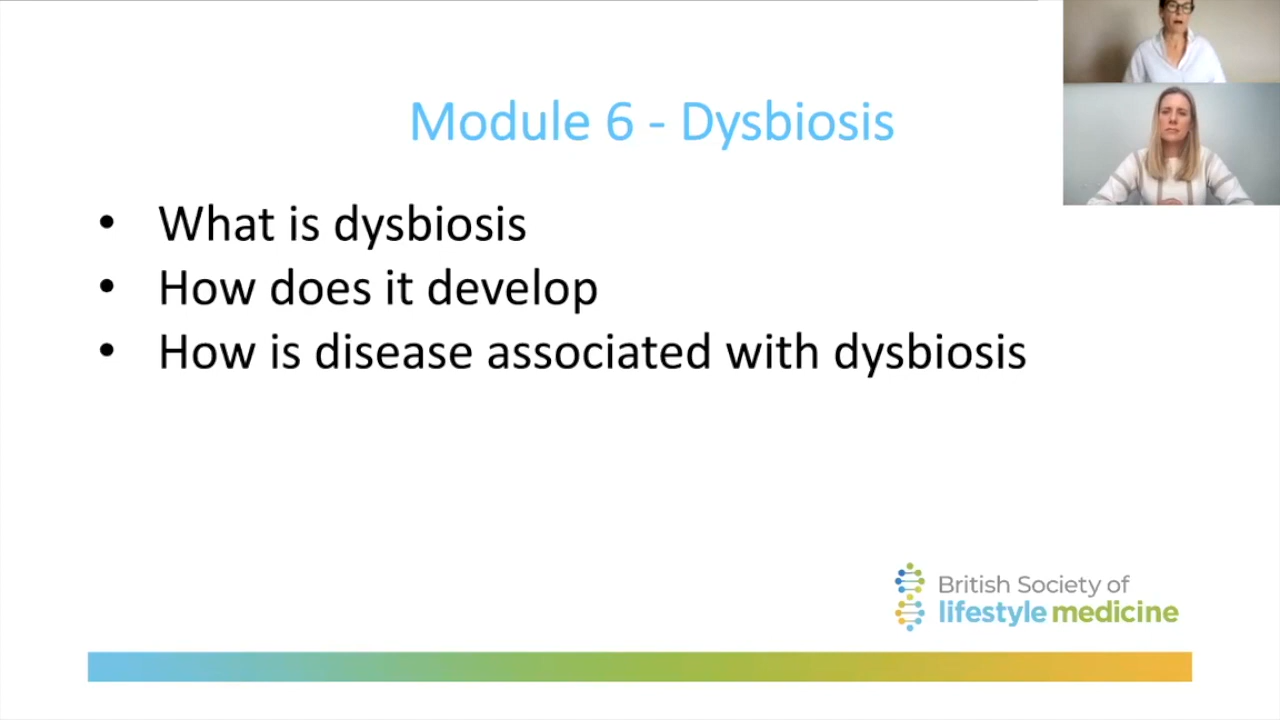 Module 6 - Dysbiosis
• What is dysbiosis
• How does it develop
• How is disease associated with dysbiosis
British Society of
lifestyle medicine